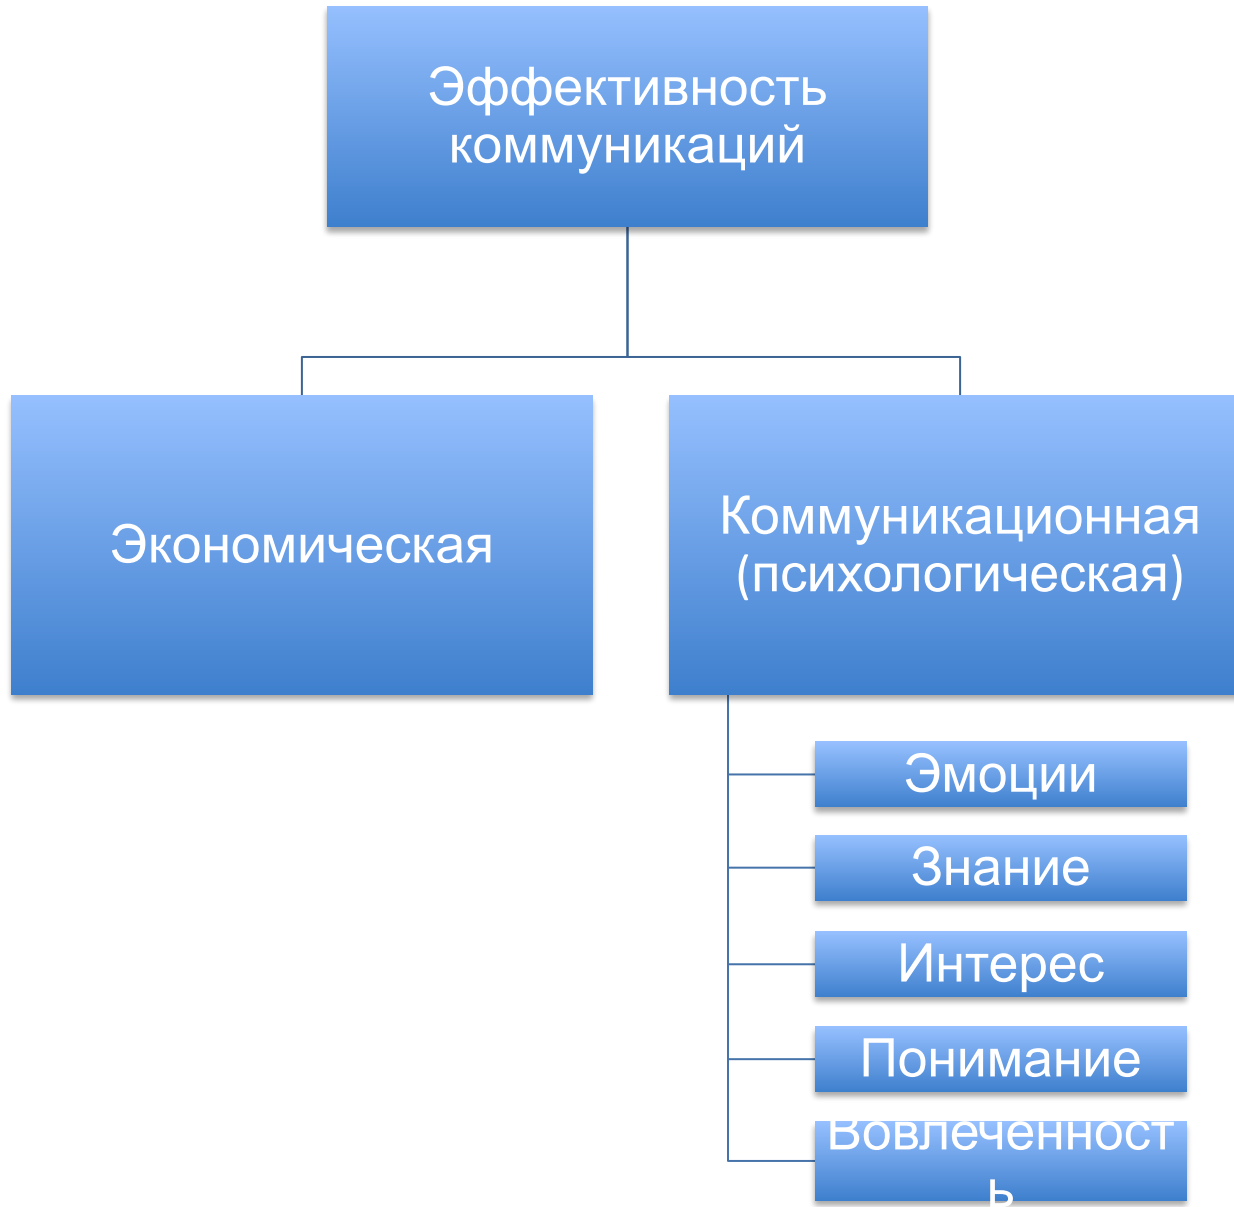 Эффективность
коммуникаций
Экономическая
Коммуникационная
(психологическая)
Эмоции
Знание
Интерес
Понимание
Вовлеченност
ь